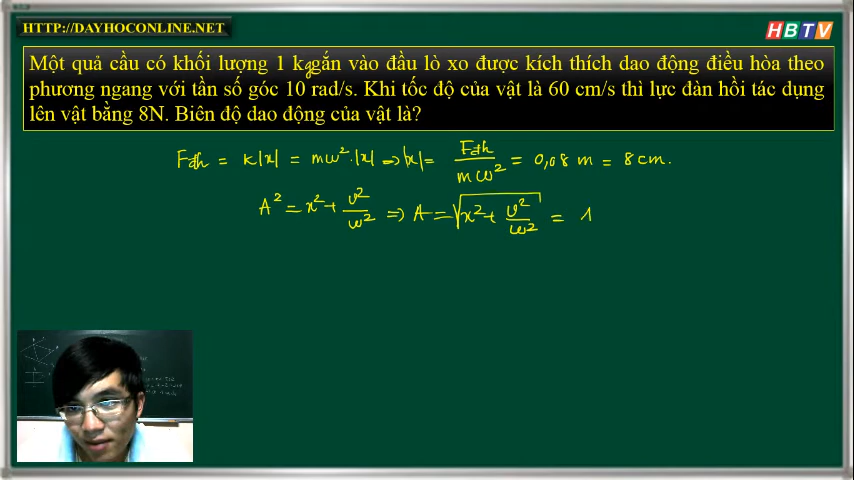 HTTP://DAYHOCONLINE.NET
HBTV
Một quả cầu có khối lượng 1 kg gắn vào đầu lò xo được kích thích dao động điều hòa theo
phương ngang với tần số góc 10 rad/s. Khi tốc độ của vật là 60 cm/s thì lực đàn hồi tác dụng
lên vật bằng 8N. Biên độ dao động của vật là?
Fđh = k|x| = mω².|x| => |x| = Fđh / mω² = 0,08 m = 8 cm.
A² = x² + v²/ω² => A = √(x² + v²/ω²) = 1